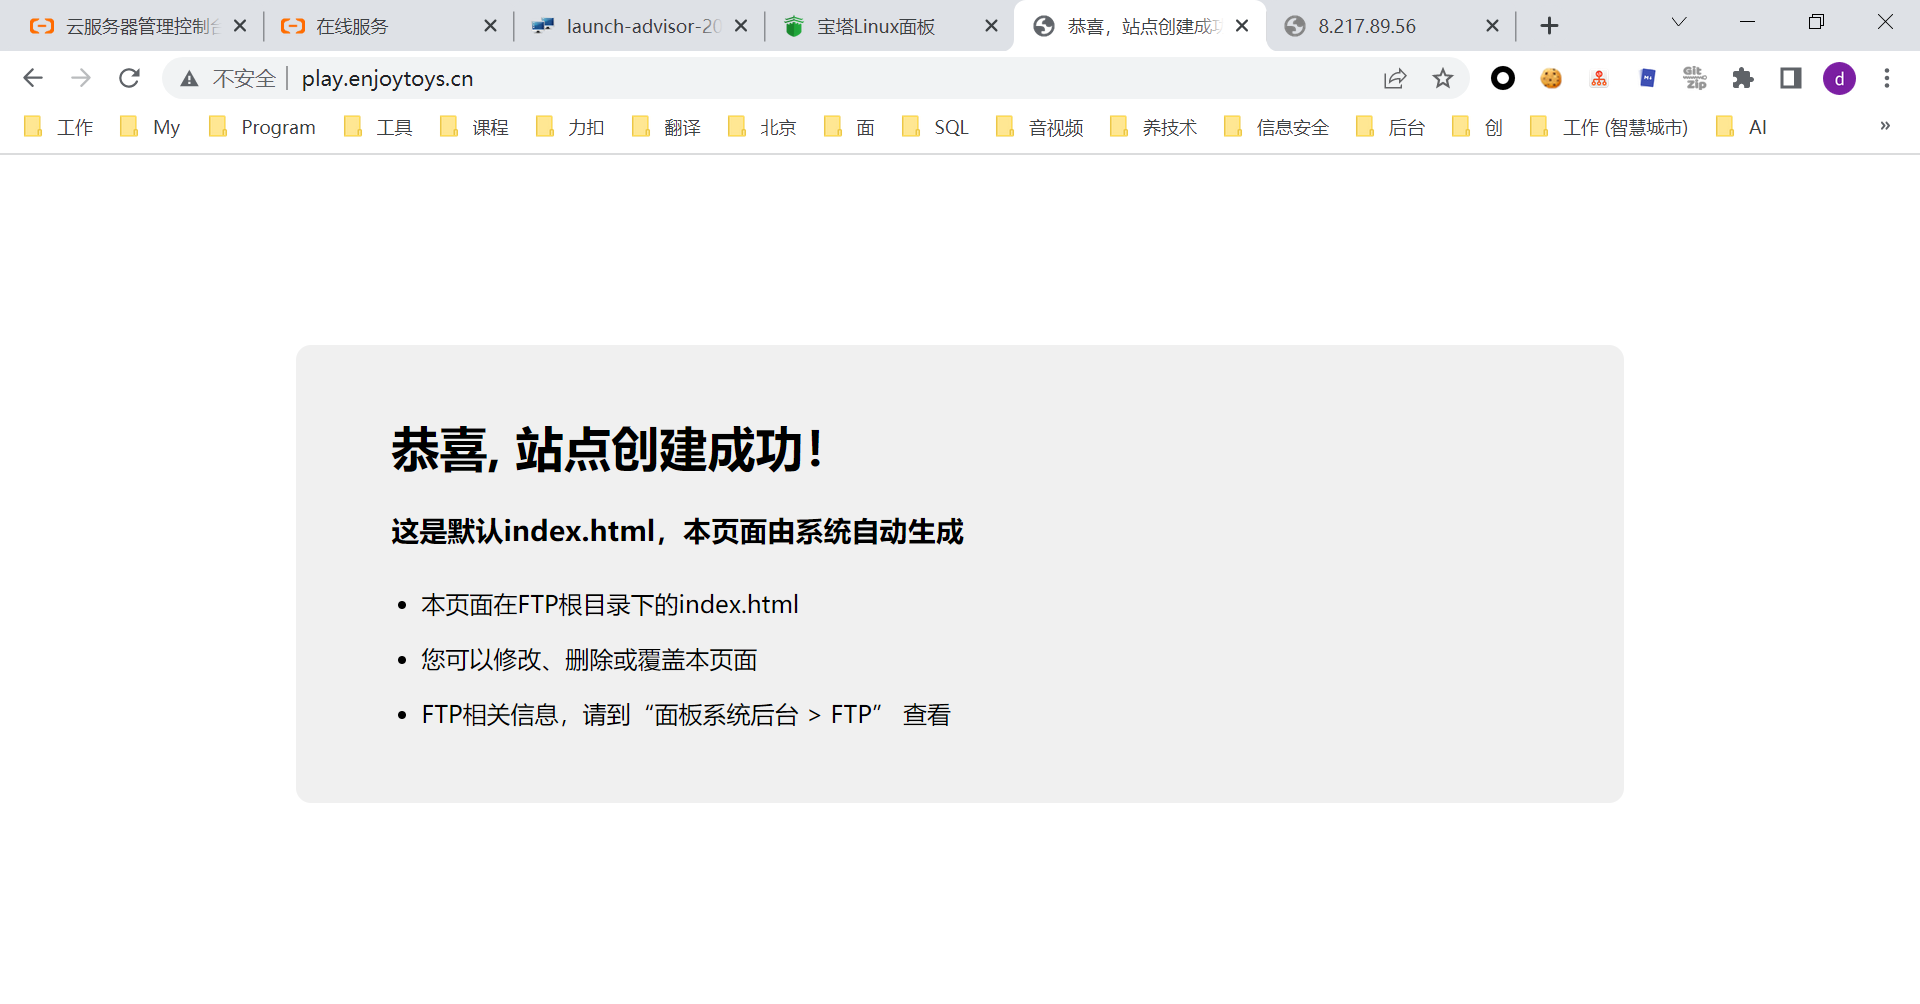 云服务器管理控制台
在线服务
launch-advisor-20
宝塔Linux面板
恭喜，站点创建成功
8.217.89.56
不安全
play.enjoytoys.cn
Git
Zip
d
工作
My
Program
工具
课程
力扣
翻译
北京
面
SQL
音视频
养技术
信息安全
后台
创
工作 (智慧城市)
AI
»
恭喜, 站点创建成功！
这是默认index.html，本页面由系统自动生成
• 本页面在FTP根目录下的index.html
• 您可以修改、删除或覆盖本页面
• FTP相关信息，请到“面板系统后台 > FTP” 查看